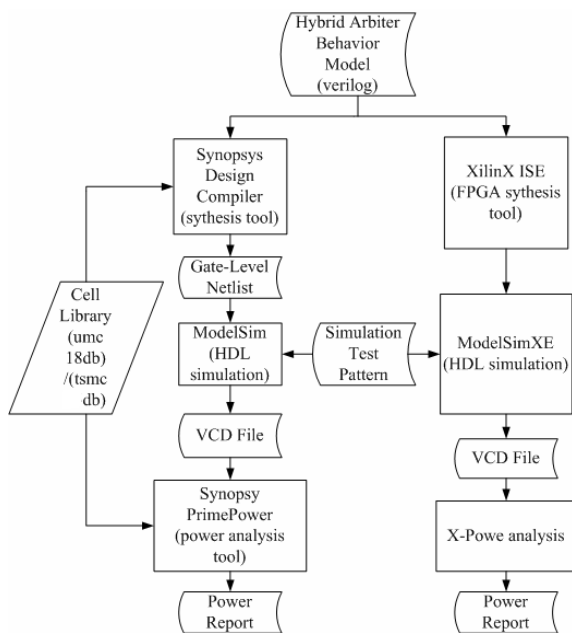 Hybrid Arbiter
Behavior
Model
(verilog)
Synopsys
Design
Compiler
(sythesis tool)
XilinX ISE
(FPGA sythesis
tool)
Gate-Level
Netlist
Cell
Library
(umc
18db)
/(tsmc
db)
ModelSim
(HDL
simulation)
Simulation
Test
Pattern
ModelSimXE
(HDL simulation)
VCD File
VCD File
Synopsy
PrimePower
(power analysis
tool)
X-Powe analysis
Power
Report
Power
Report